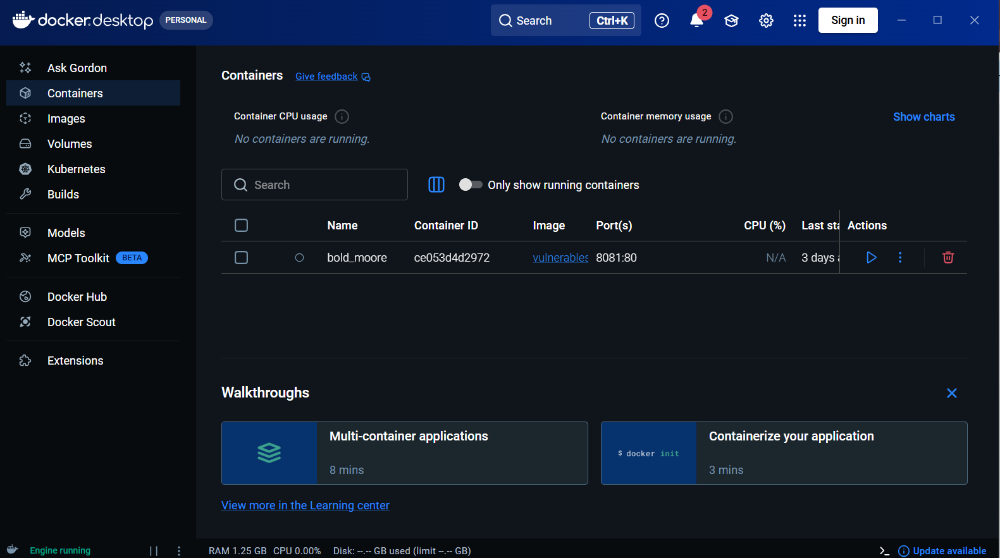 docker.desktop PERSONAL Search Ctrl+K 2 Sign in
Ask Gordon
Containers
Images
Volumes
Kubernetes
Builds
Models
MCP Toolkit BETA
Docker Hub
Docker Scout
Extensions
Containers Give feedback
Container CPU usage Container memory usage Show charts
No containers are running. No containers are running.
Search Only show running containers
Name Container ID Image Port(s) CPU (%) Last sta Actions
bold_moore ce053d4d2972 vulnerables 8081:80 N/A 3 days a
Walkthroughs
Multi-container applications
8 mins
$ docker init
Containerize your application
3 mins
View more in the Learning center
Engine running RAM 1.25 GB CPU 0.00% Disk: --.-- GB used (limit --.-- GB) Update available